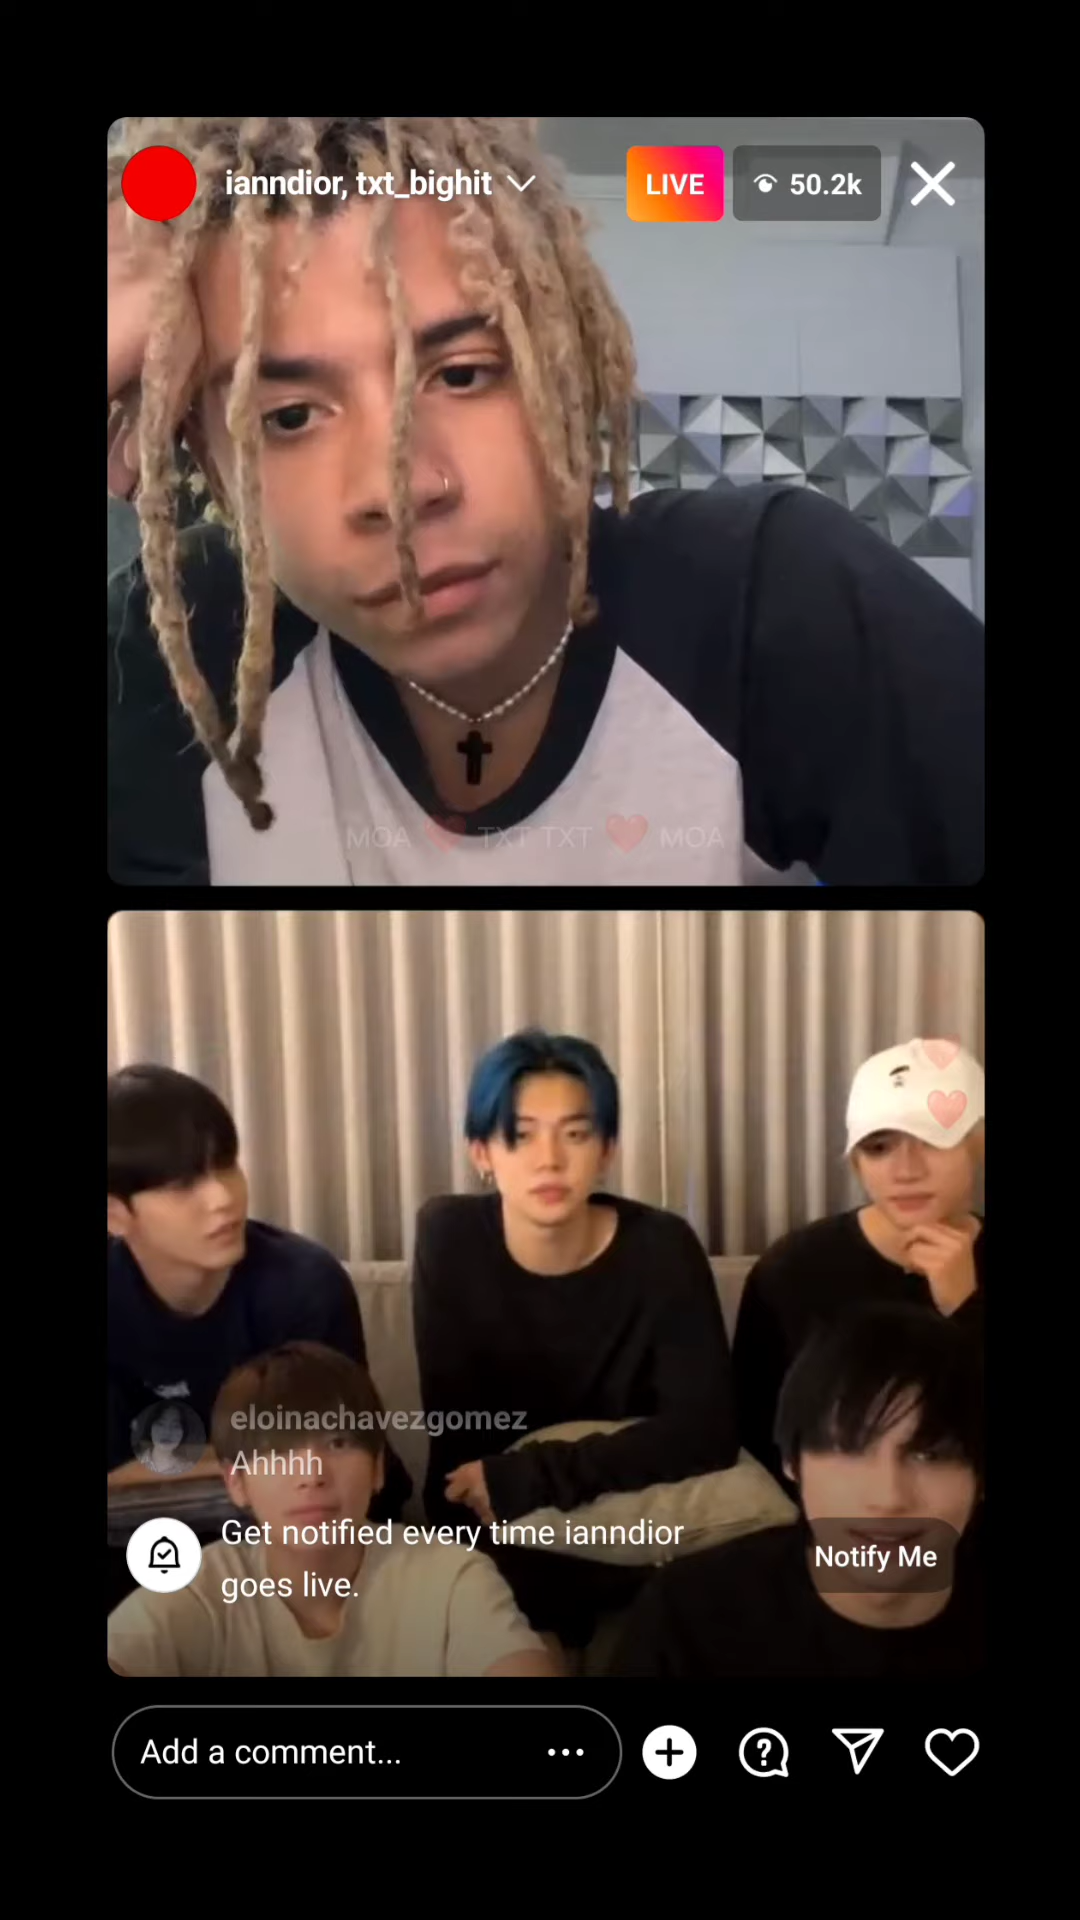 ianndior, txt_bighit
LIVE
50.2k
MOA TXT TXT MOA
eloinachavezgomez
Ahhhh
Get notified every time ianndior
goes live.
Notify Me
Add a comment...